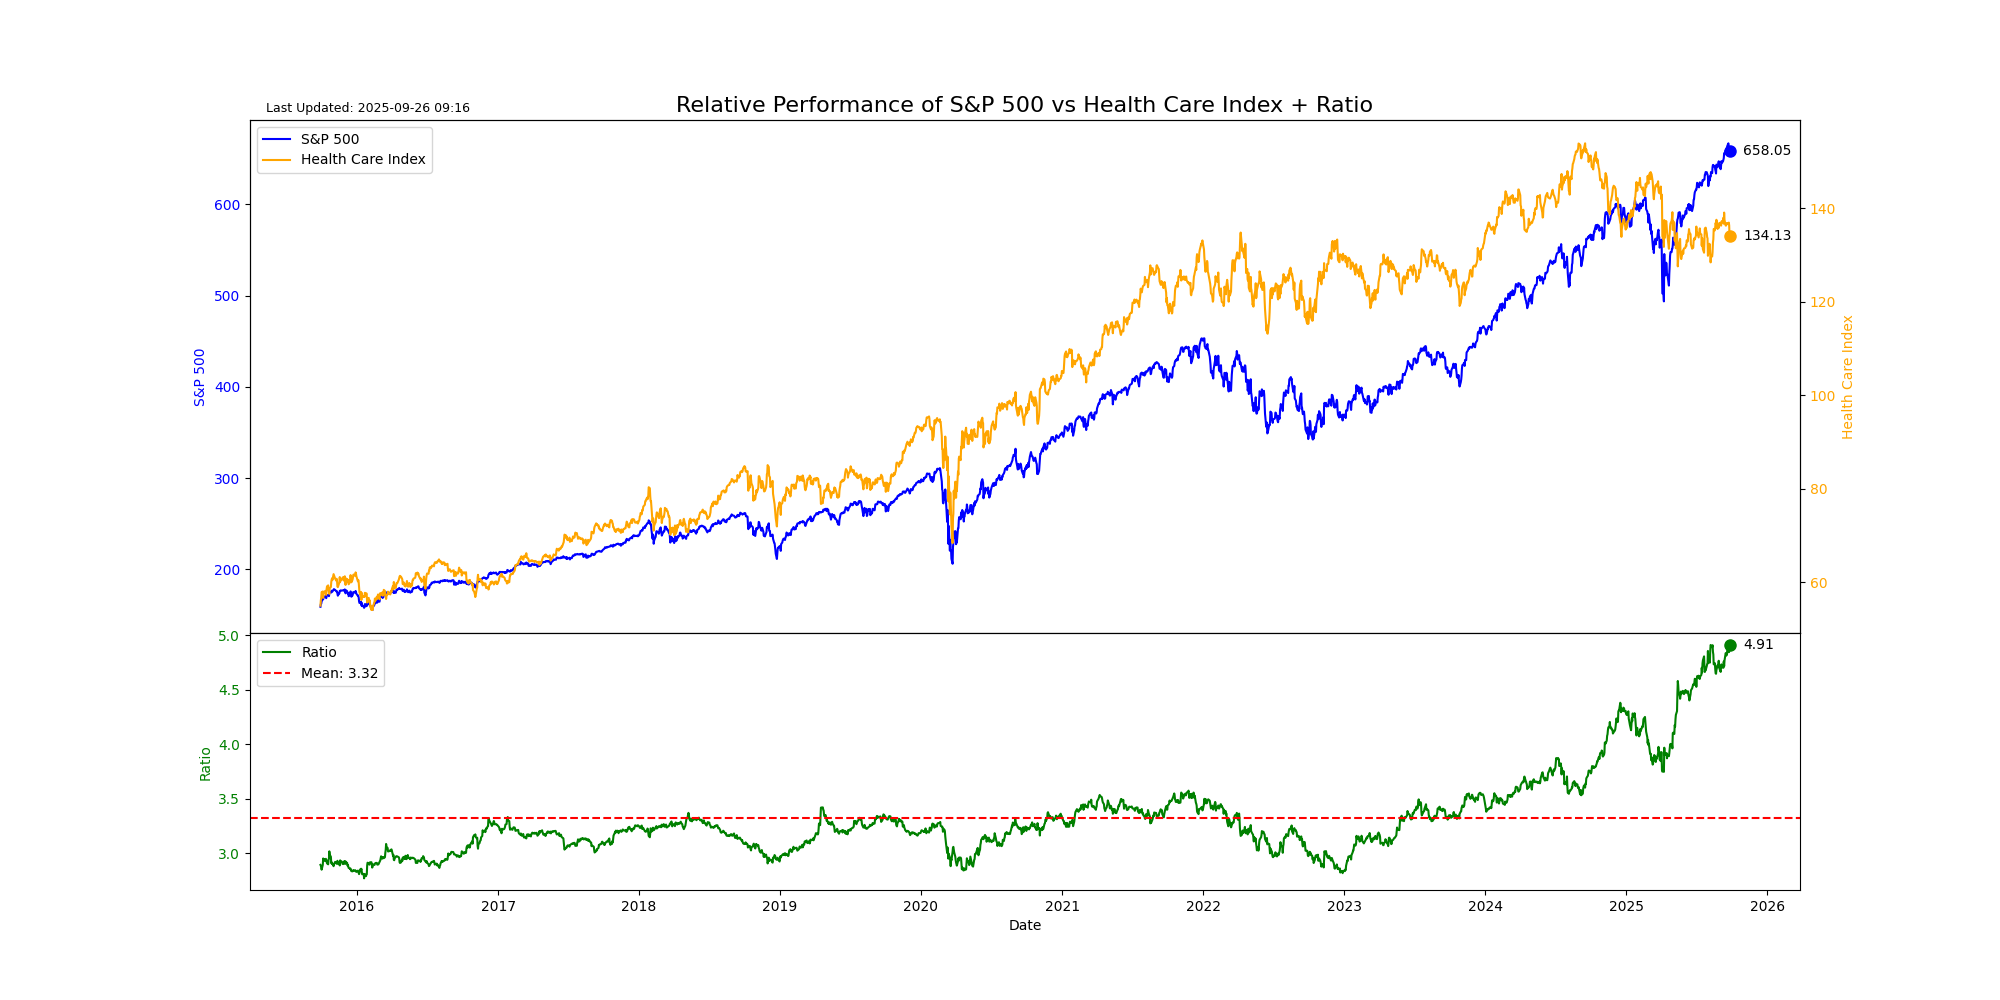 Last Updated: 2025-09-26 09:16
Relative Performance of S&P 500 vs Health Care Index + Ratio
S&P 500
Health Care Index
658.05
134.13
600
500
400
300
200
S&P 500
140
120
100
80
60
Health Care Index
Ratio
Mean: 3.32
4.91
5.0
4.5
4.0
3.5
3.0
Ratio
2016 2017 2018 2019 2020 2021 2022 2023 2024 2025 2026
Date